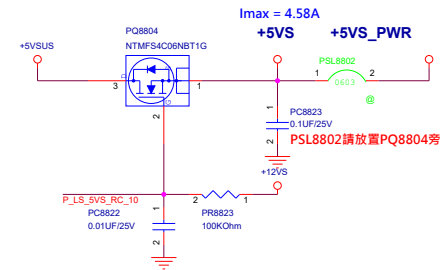 Imax = 4.58A
PQ8804
NTMFS4C06NBT1G
+5VSUS
+5VS
+5VS_PWR
PSL8802
1
2
0603
@
3
1
2
1
PC8823
0.1UF/25V
2
PSL8802請放置PQ8804旁
+12VS
P_LS_5VS_RC_10
2
1
PC8822
0.01UF/25V
1
2
PR8823
100KOhm